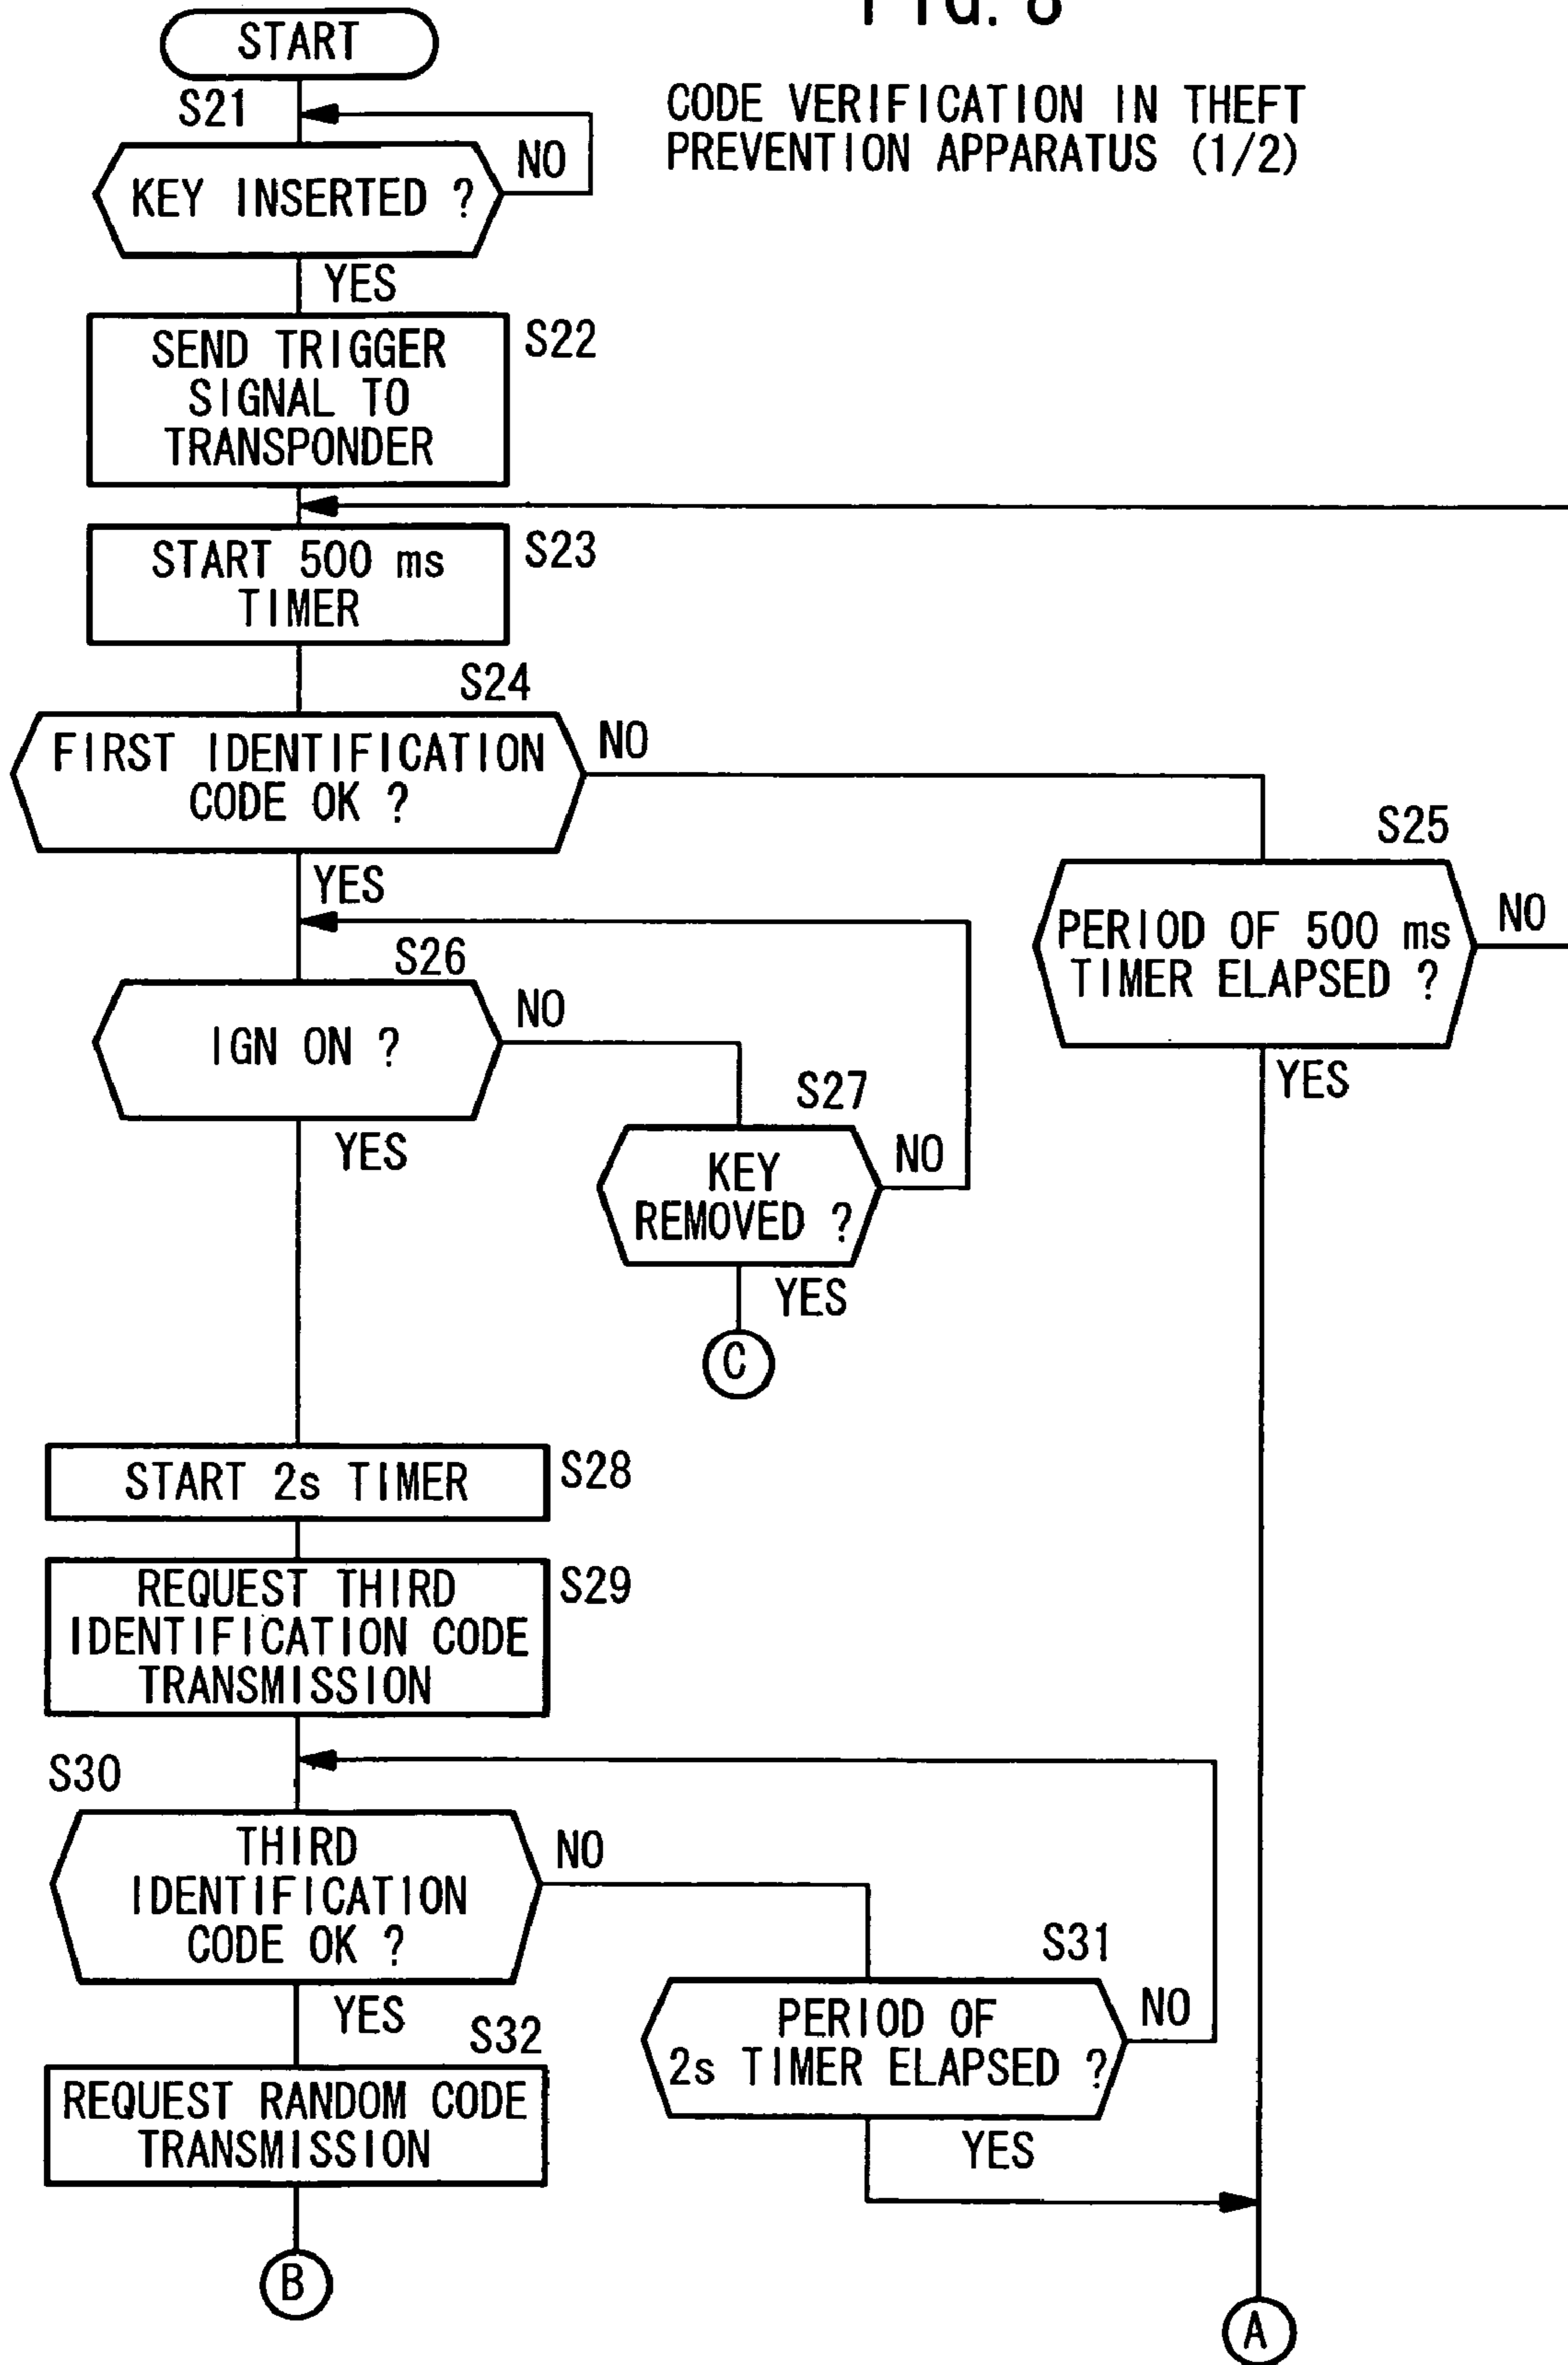 FIG. 8
CODE VERIFICATION IN THEFT
PREVENTION APPARATUS (1/2)
START
S21
KEY INSERTED ?
NO
YES
SEND TRIGGER
SIGNAL TO
TRANSPONDER
S22
START 500 ms
TIMER
S23
S24
FIRST IDENTIFICATION
CODE OK ?
NO
YES
S25
PERIOD OF 500 ms
TIMER ELAPSED ?
NO
YES
S26
IGN ON ?
NO
YES
S27
KEY
REMOVED ?
NO
YES
C
START 2s TIMER
S28
REQUEST THIRD
IDENTIFICATION CODE
TRANSMISSION
S29
S30
THIRD
IDENTIFICATION
CODE OK ?
NO
YES
S31
PERIOD OF
2s TIMER ELAPSED ?
NO
YES
S32
REQUEST RANDOM CODE
TRANSMISSION
B
A